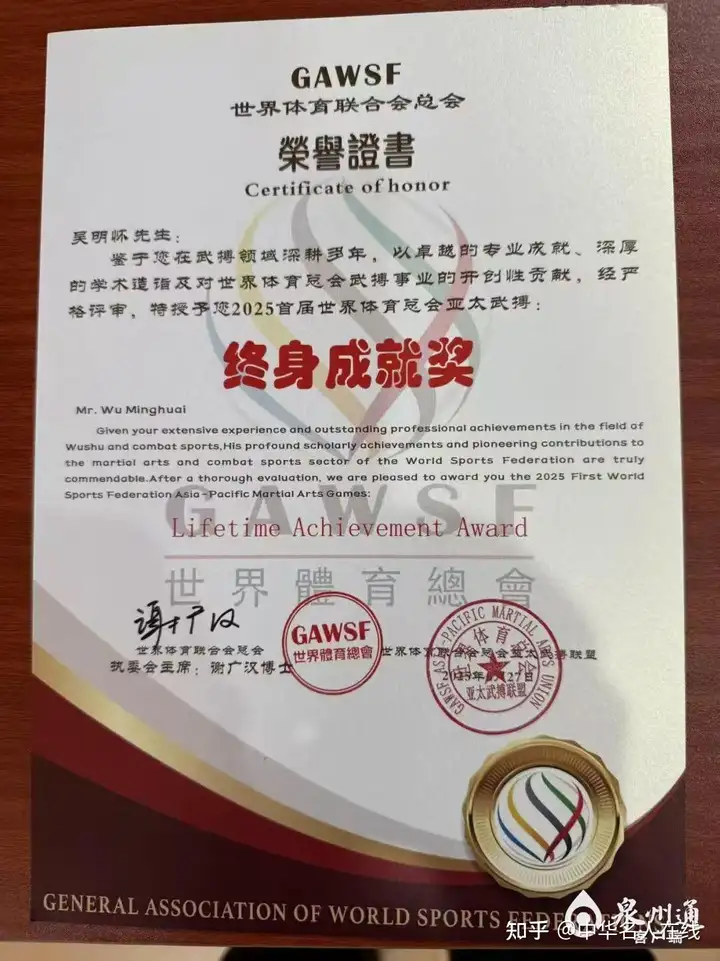 GAWSF
世界体育联合会总会
榮譽證書
Certificate of honor
吴明怀先生：
鉴于您在武搏领域深耕多年，以卓越的专业成就、深厚
的学术造诣及对世界体育总会武搏事业的开创性贡献，经严
格评审，特授予您2025首届世界体育总会亚太武搏：
终身成就奖
Mr. Wu Minghuai
Given your extensive experience and outstanding professional achievements in the field of
Wushu and combat sports,His profound scholarly achievements and pioneering contributions to
the martial arts and combat sports sector of the World Sports Federation are truly
commendable.After a thorough evaluation, we are pleased to award you the 2025 First World
Sports Federation Asia-Pacific Martial Arts Games:
GAWSF
Lifetime Achievement Award
世界體育總會
世界体育联合会总会
执委会主席：谢广汉博士
GAWSF
世界體育總會
世界体育联合会总会亚太武搏联盟
GAWSF ASIA-PACIFIC MARTIAL ARTS UNION
亚太武搏联盟
GENERAL ASSOCIATION OF WORLD SPORTS
泉州通
客户端
知乎 @中华名人在线